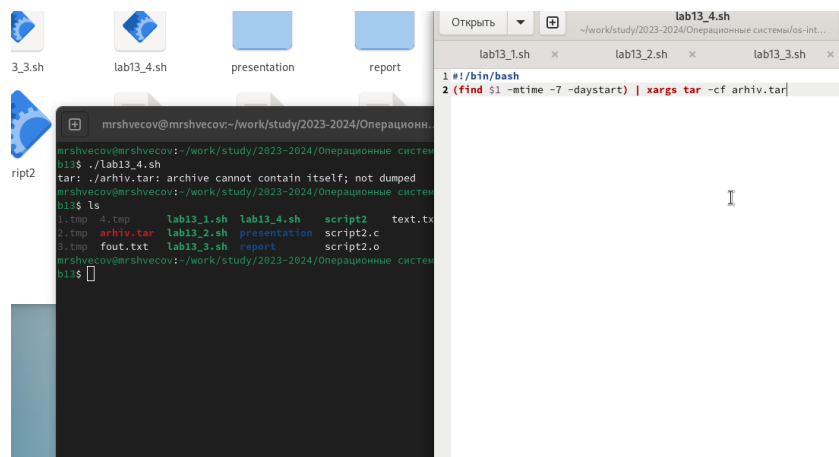 3_3.sh
lab13_4.sh
presentation
report
ript2
mrshvecov@mrshvecov:~/work/study/2023-2024/Операционн...
mrshvecov@mrshvecov:~/work/study/2023-2024/Операционные систем
b13$ ./lab13_4.sh
tar: ./arhiv.tar: archive cannot contain itself; not dumped
mrshvecov@mrshvecov:~/work/study/2023-2024/Операционные систем
b13$ ls
1.tmp 4.tmp lab13_1.sh lab13_4.sh script2 text.tx
2.tmp arhiv.tar lab13_2.sh presentation script2.c
3.tmp fout.txt lab13_3.sh report script2.o
mrshvecov@mrshvecov:~/work/study/2023-2024/Операционные систем
b13$
Открыть
lab13_4.sh
~/work/study/2023-2024/Операционные системы/os-int...
lab13_1.sh × lab13_2.sh × lab13_3.sh ×
1 #!/bin/bash
2 (find $1 -mtime -7 -daystart) | xargs tar -cf arhiv.tar